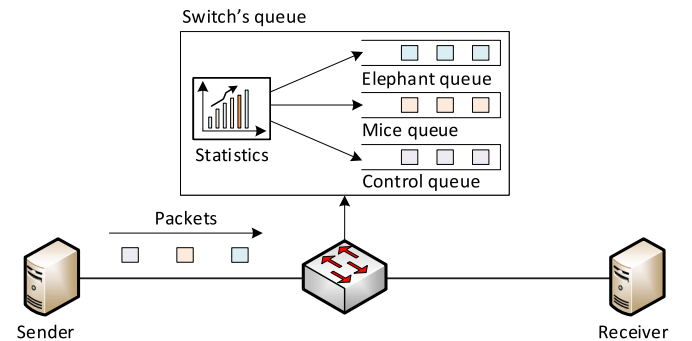 Switch's queue
Elephant queue
Mice queue
Statistics
Control queue
Packets
Sender
Receiver